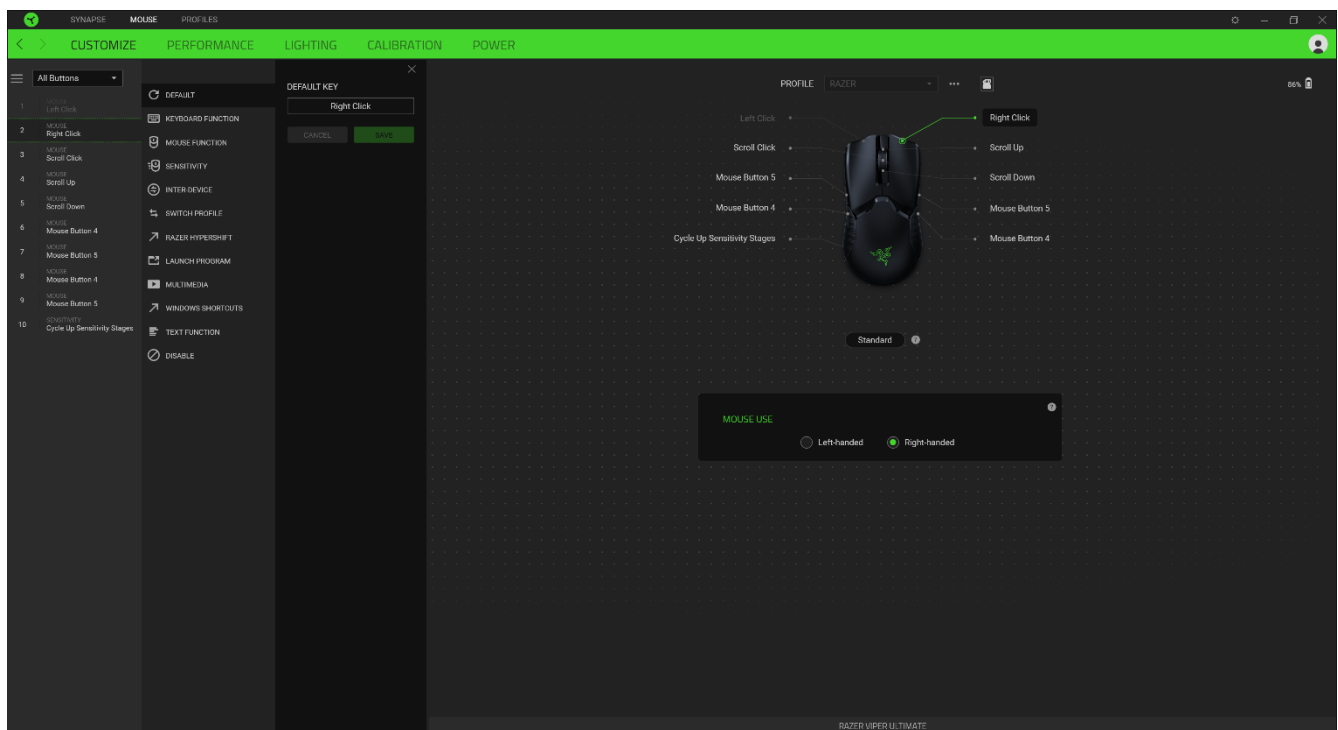 SYNAPSE MOUSE PROFILES
CUSTOMIZE PERFORMANCE LIGHTING CALIBRATION POWER
All Buttons
1 MOUSE
Left Click
2 MOUSE
Right Click
3 MOUSE
Scroll Click
4 MOUSE
Scroll Up
5 MOUSE
Scroll Down
6 MOUSE
Mouse Button 4
7 MOUSE
Mouse Button 5
8 MOUSE
Mouse Button 4
9 MOUSE
Mouse Button 5
10 SENSITIVITY
Cycle Up Sensitivity Stages
DEFAULT
KEYBOARD FUNCTION
MOUSE FUNCTION
SENSITIVITY
INTER-DEVICE
SWITCH PROFILE
RAZER HYPERSHIFT
LAUNCH PROGRAM
MULTIMEDIA
WINDOWS SHORTCUTS
TEXT FUNCTION
DISABLE
DEFAULT KEY
Right Click
CANCEL SAVE
PROFILE RAZER
86%
Left Click
Scroll Click
Mouse Button 5
Mouse Button 4
Cycle Up Sensitivity Stages
Right Click
Scroll Up
Scroll Down
Mouse Button 5
Mouse Button 4
Standard ?
MOUSE USE ?
Left-handed Right-handed
RAZER VIPER ULTIMATE